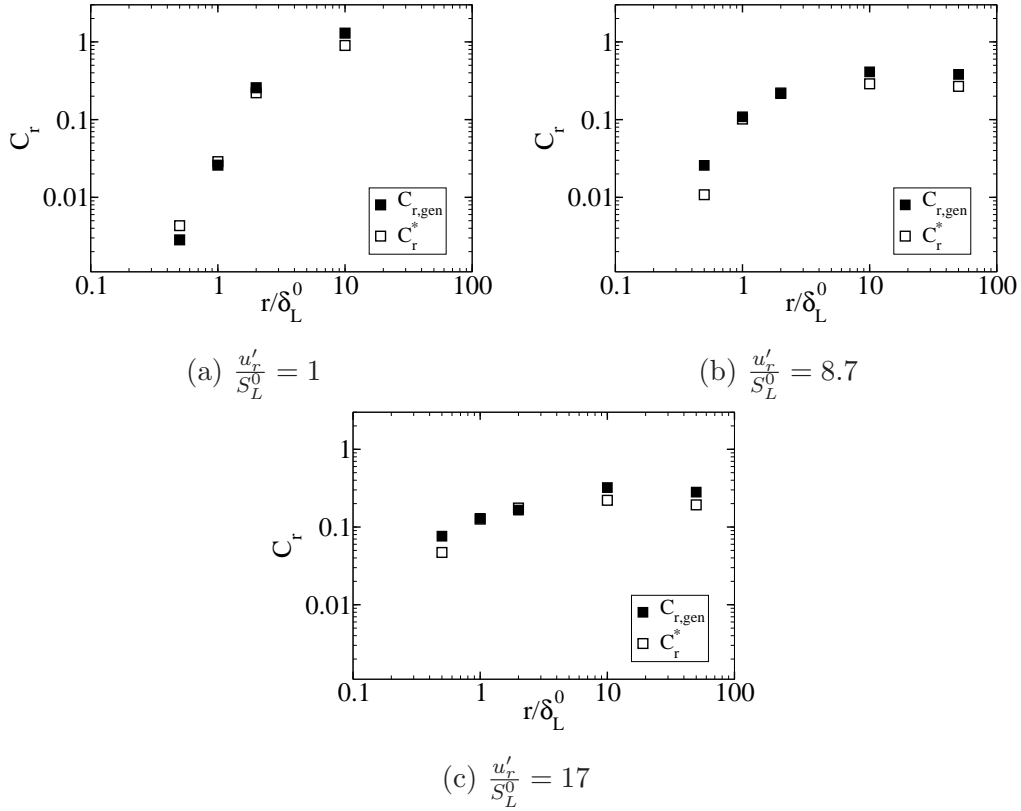 1
0.1
0.01
C_r
0.1 1 10 100
r/δ_L^0
C_{r,gen}
C_r^*
(a) u'_r/S_L^0 = 1
1
0.1
0.01
C_r
0.1 1 10 100
r/δ_L^0
C_{r,gen}
C_r^*
(b) u'_r/S_L^0 = 8.7
1
0.1
0.01
C_r
0.1 1 10 100
r/δ_L^0
C_{r,gen}
C_r^*
(c) u'_r/S_L^0 = 17